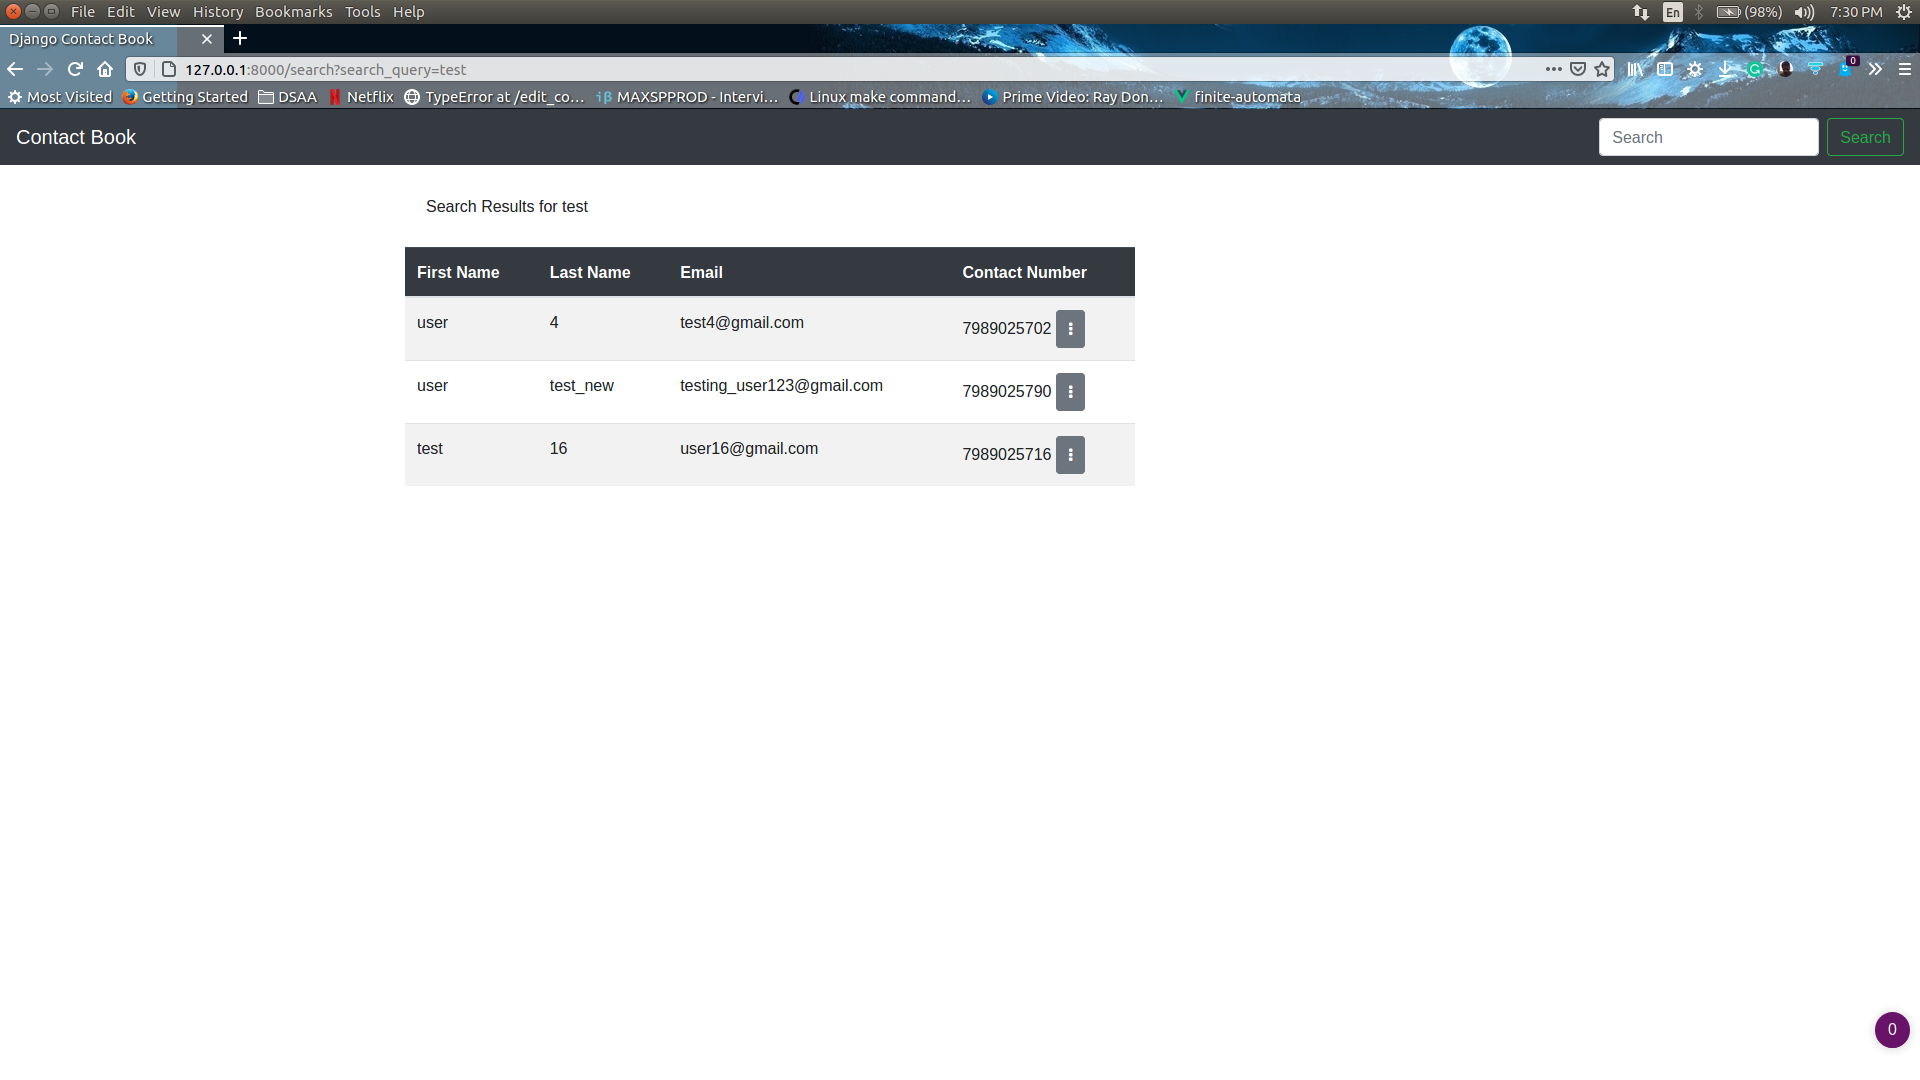 File Edit View History Bookmarks Tools Help En (98%) 7:30 PM
Django Contact Book
127.0.0.1:8000/search?search_query=test 0
Most Visited Getting Started DSAA Netflix TypeError at /edit_co... MAXSPPROD - Intervi... Linux make command... Prime Video: Ray Don... finite-automata
Contact Book Search Search
Search Results for test
First Name Last Name Email Contact Number
user 4 test4@gmail.com 7989025702
user test_new testing_user123@gmail.com 7989025790
test 16 user16@gmail.com 7989025716
0